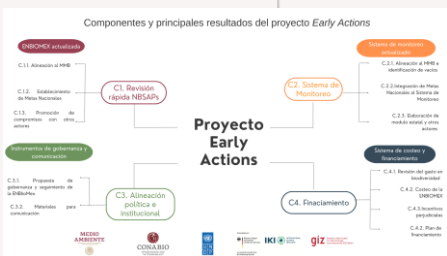 Componentes y principales resultados del proyecto Early Actions
ENBIOMEX actualizada
C.1.1. Alineación al MMB
C.1.2. Establecimiento de Metas Nacionales
C.1.3. Promoción de compromisos con otros actores
C1. Revisión rápida NBSAPs
Sistema de monitoreo actualizado
C.2.1. Alineación al MMB e identificación de vacíos
C.2.2. Integración de Metas Nacionales al Sistema de Monitoreo
C.2.3. Elaboración de modulo estatal y otros actores
C2. Sistema de Monitoreo
Proyecto
Early
Actions
Instrumentos de gobernanza y comunicación
C.3.1. Propuesta de gobernanza y seguimiento de la ENBioMex
C.3.2. Materiales para comunicación
C3. Alineación política e institucional
Sistema de costeo y financiamiento
C.4.1. Revisión del gasto en biodiversidad
C.4.2. Costeo de la ENBIOMEX
C.4.3. Incentivos perjudiciales
C.4.2. Plan de financiamiento
C4. Finaciamiento
MEDIO AMBIENTE
CONABIO
IKI
giz